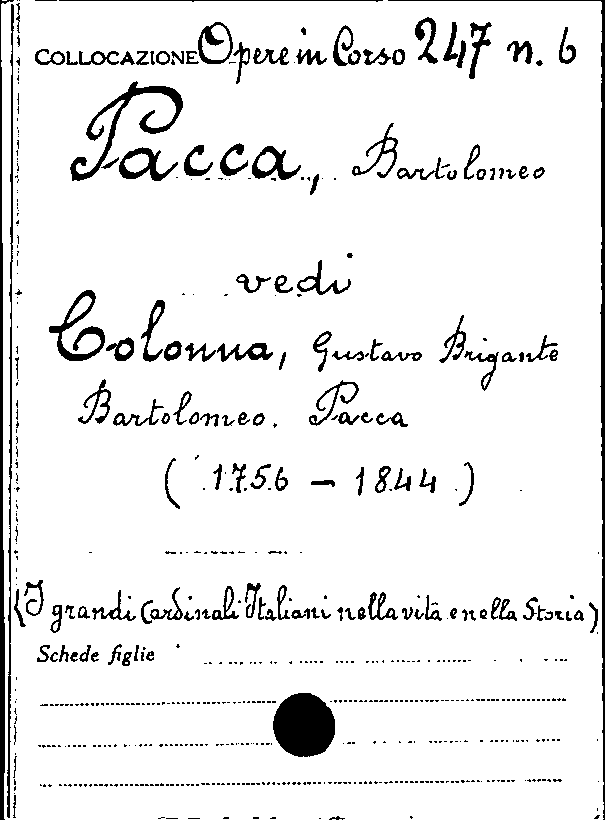 COLLOCAZIONE Opere in Corso 247 n. 6
Pacca, Bartolomeo
vedi
Colonna, Gustavo Brigante
Bartolomeo. Pacca
(1756 – 1844)
(I grandi Cardinali Italiani nella vita e nella Storia)
Schede figlie